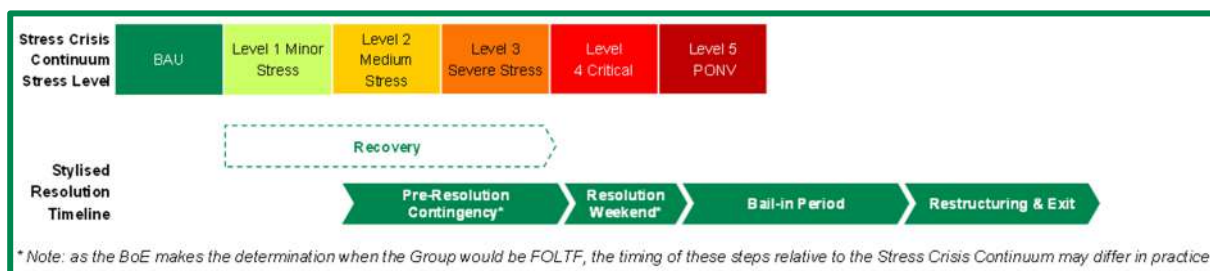 Stress Crisis
Continuum
Stress Level
BAU
Level 1 Minor
Stress
Level 2
Medium
Stress
Level 3
Severe Stress
Level
4 Critical
Level 5
PONV
Recovery
Stylised
Resolution
Timeline
Pre-Resolution
Contingency*
Resolution
Weekend*
Bail-in Period
Restructuring & Exit
* Note: as the BoE makes the determination when the Group would be FOLTF, the timing of these steps relative to the Stress Crisis Continuum may differ in practice